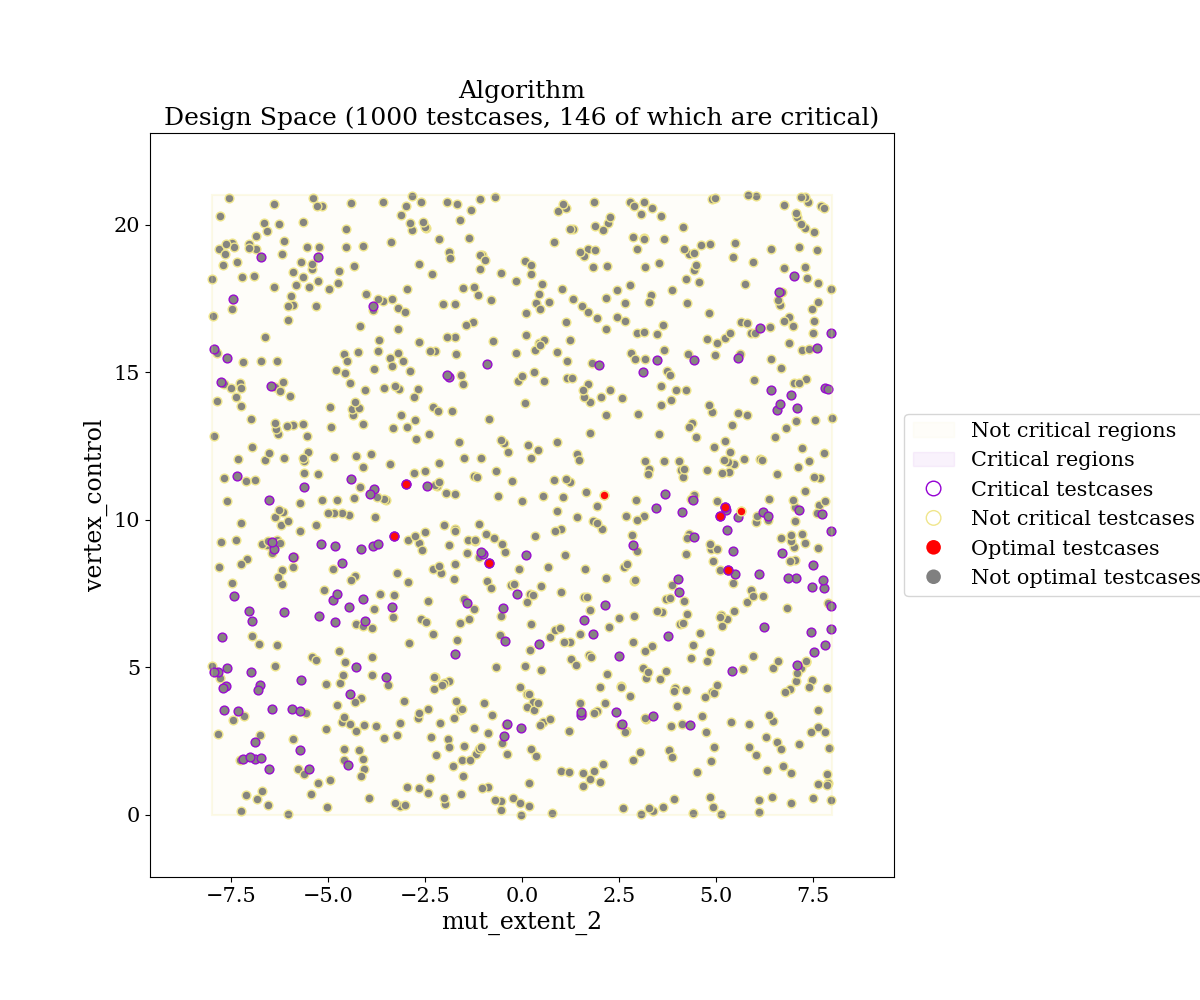 Algorithm
Design Space (1000 testcases, 146 of which are critical)
vertex_control
20
15
10
5
0
−7.5
−5.0
−2.5
0.0
2.5
5.0
7.5
mut_extent_2
Not critical regions
Critical regions
Critical testcases
Not critical testcases
Optimal testcases
Not optimal testcases